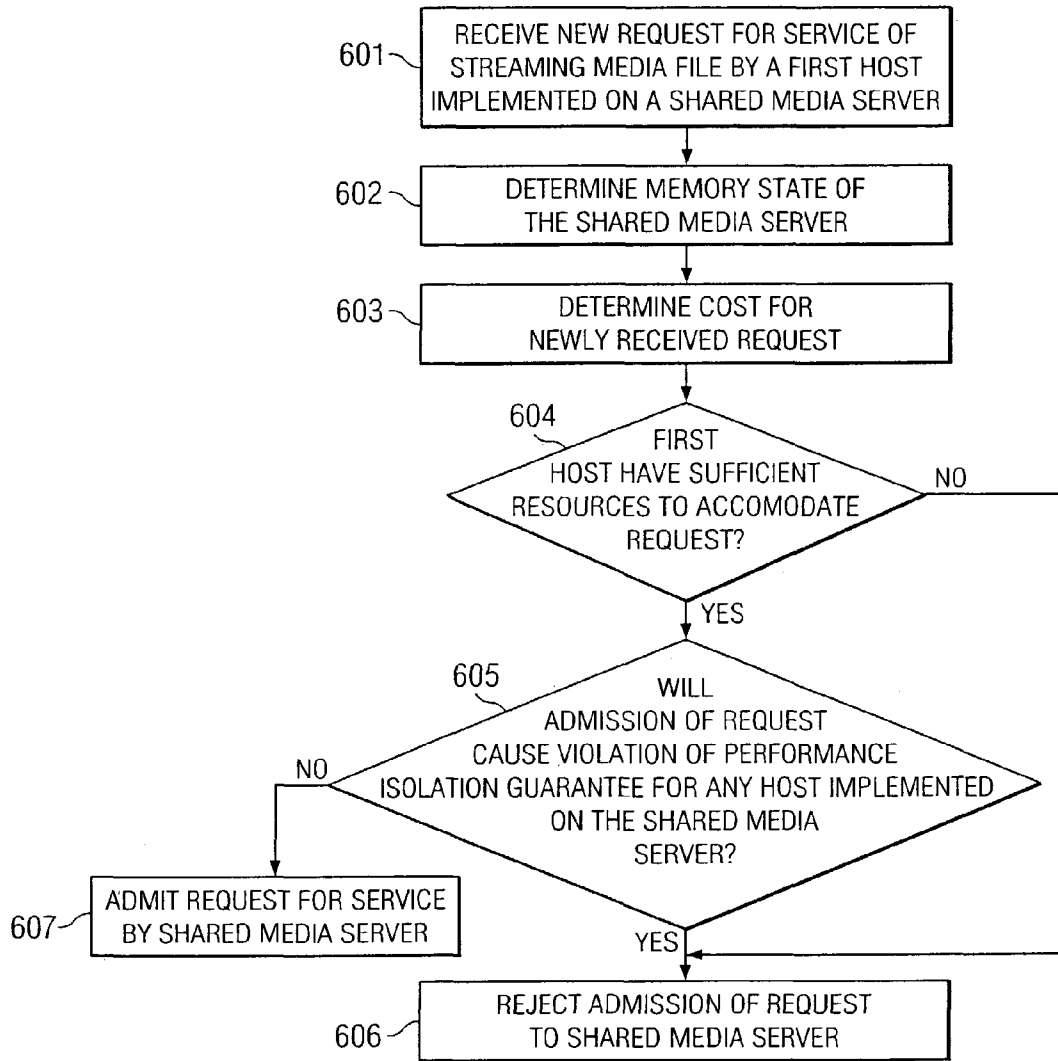 601
RECEIVE NEW REQUEST FOR SERVICE OF
STREAMING MEDIA FILE BY A FIRST HOST
IMPLEMENTED ON A SHARED MEDIA SERVER
602
DETERMINE MEMORY STATE OF
THE SHARED MEDIA SERVER
603
DETERMINE COST FOR
NEWLY RECEIVED REQUEST
604
FIRST
HOST HAVE SUFFICIENT
RESOURCES TO ACCOMODATE
REQUEST?
NO
YES
605
WILL
ADMISSION OF REQUEST
CAUSE VIOLATION OF PERFORMANCE
ISOLATION GUARANTEE FOR ANY HOST IMPLEMENTED
ON THE SHARED MEDIA
SERVER?
NO
607
ADMIT REQUEST FOR SERVICE
BY SHARED MEDIA SERVER
YES
606
REJECT ADMISSION OF REQUEST
TO SHARED MEDIA SERVER